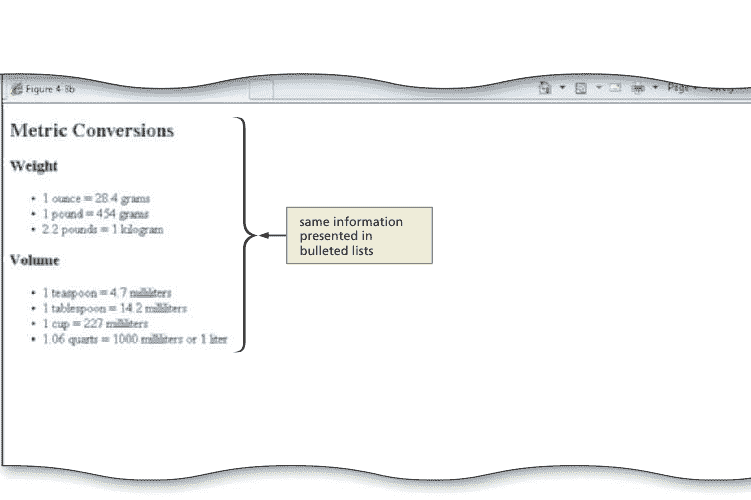 Figure 4-8b
Page
Metric Conversions
Weight
• 1 ounce = 28.4 grams
• 1 pound = 454 grams
• 2.2 pounds = 1 kilogram
same information
presented in
bulleted lists
Volume
• 1 teaspoon = 4.7 milliliters
• 1 tablespoon = 14.2 milliliters
• 1 cup = 227 milliliters
• 1.06 quarts = 1000 milliliters or 1 liter